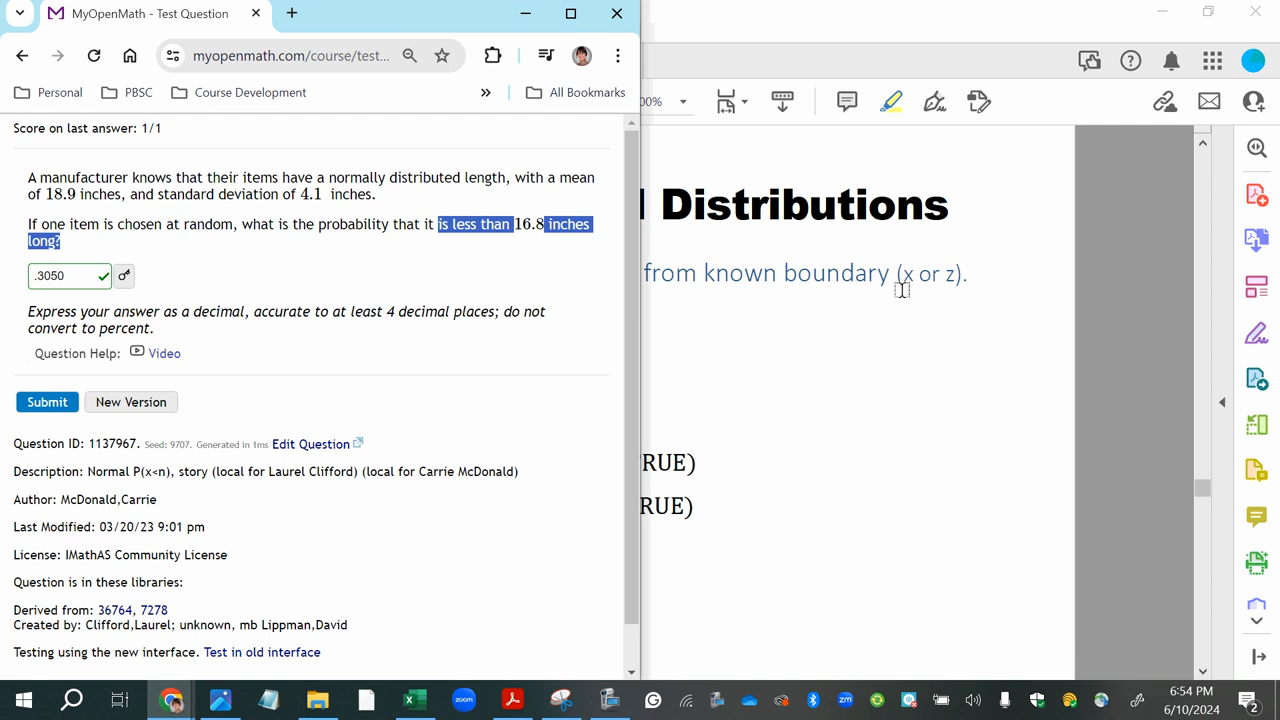 MyOpenMath - Test Question
myopenmath.com/course/test...
Personal
PBSC
Course Development
»
All Bookmarks
Score on last answer: 1/1
A manufacturer knows that their items have a normally distributed length, with a mean
of 18.9 inches, and standard deviation of 4.1 inches.
If one item is chosen at random, what is the probability that it is less than 16.8 inches
long?
.3050
Express your answer as a decimal, accurate to at least 4 decimal places; do not
convert to percent.
Question Help: Video
Submit
New Version
Question ID: 1137967. Seed: 9707. Generated in 1ms Edit Question
Description: Normal P(x<n), story (local for Laurel Clifford) (local for Carrie McDonald)
Author: McDonald,Carrie
Last Modified: 03/20/23 9:01 pm
License: IMathAS Community License
Question is in these libraries:
Derived from: 36764, 7278
Created by: Clifford,Laurel; unknown, mb Lippman,David
Testing using the new interface. Test in old interface
00%
l Distributions
from known boundary (x or z).
RUE)
RUE)
6:54 PM
6/10/2024